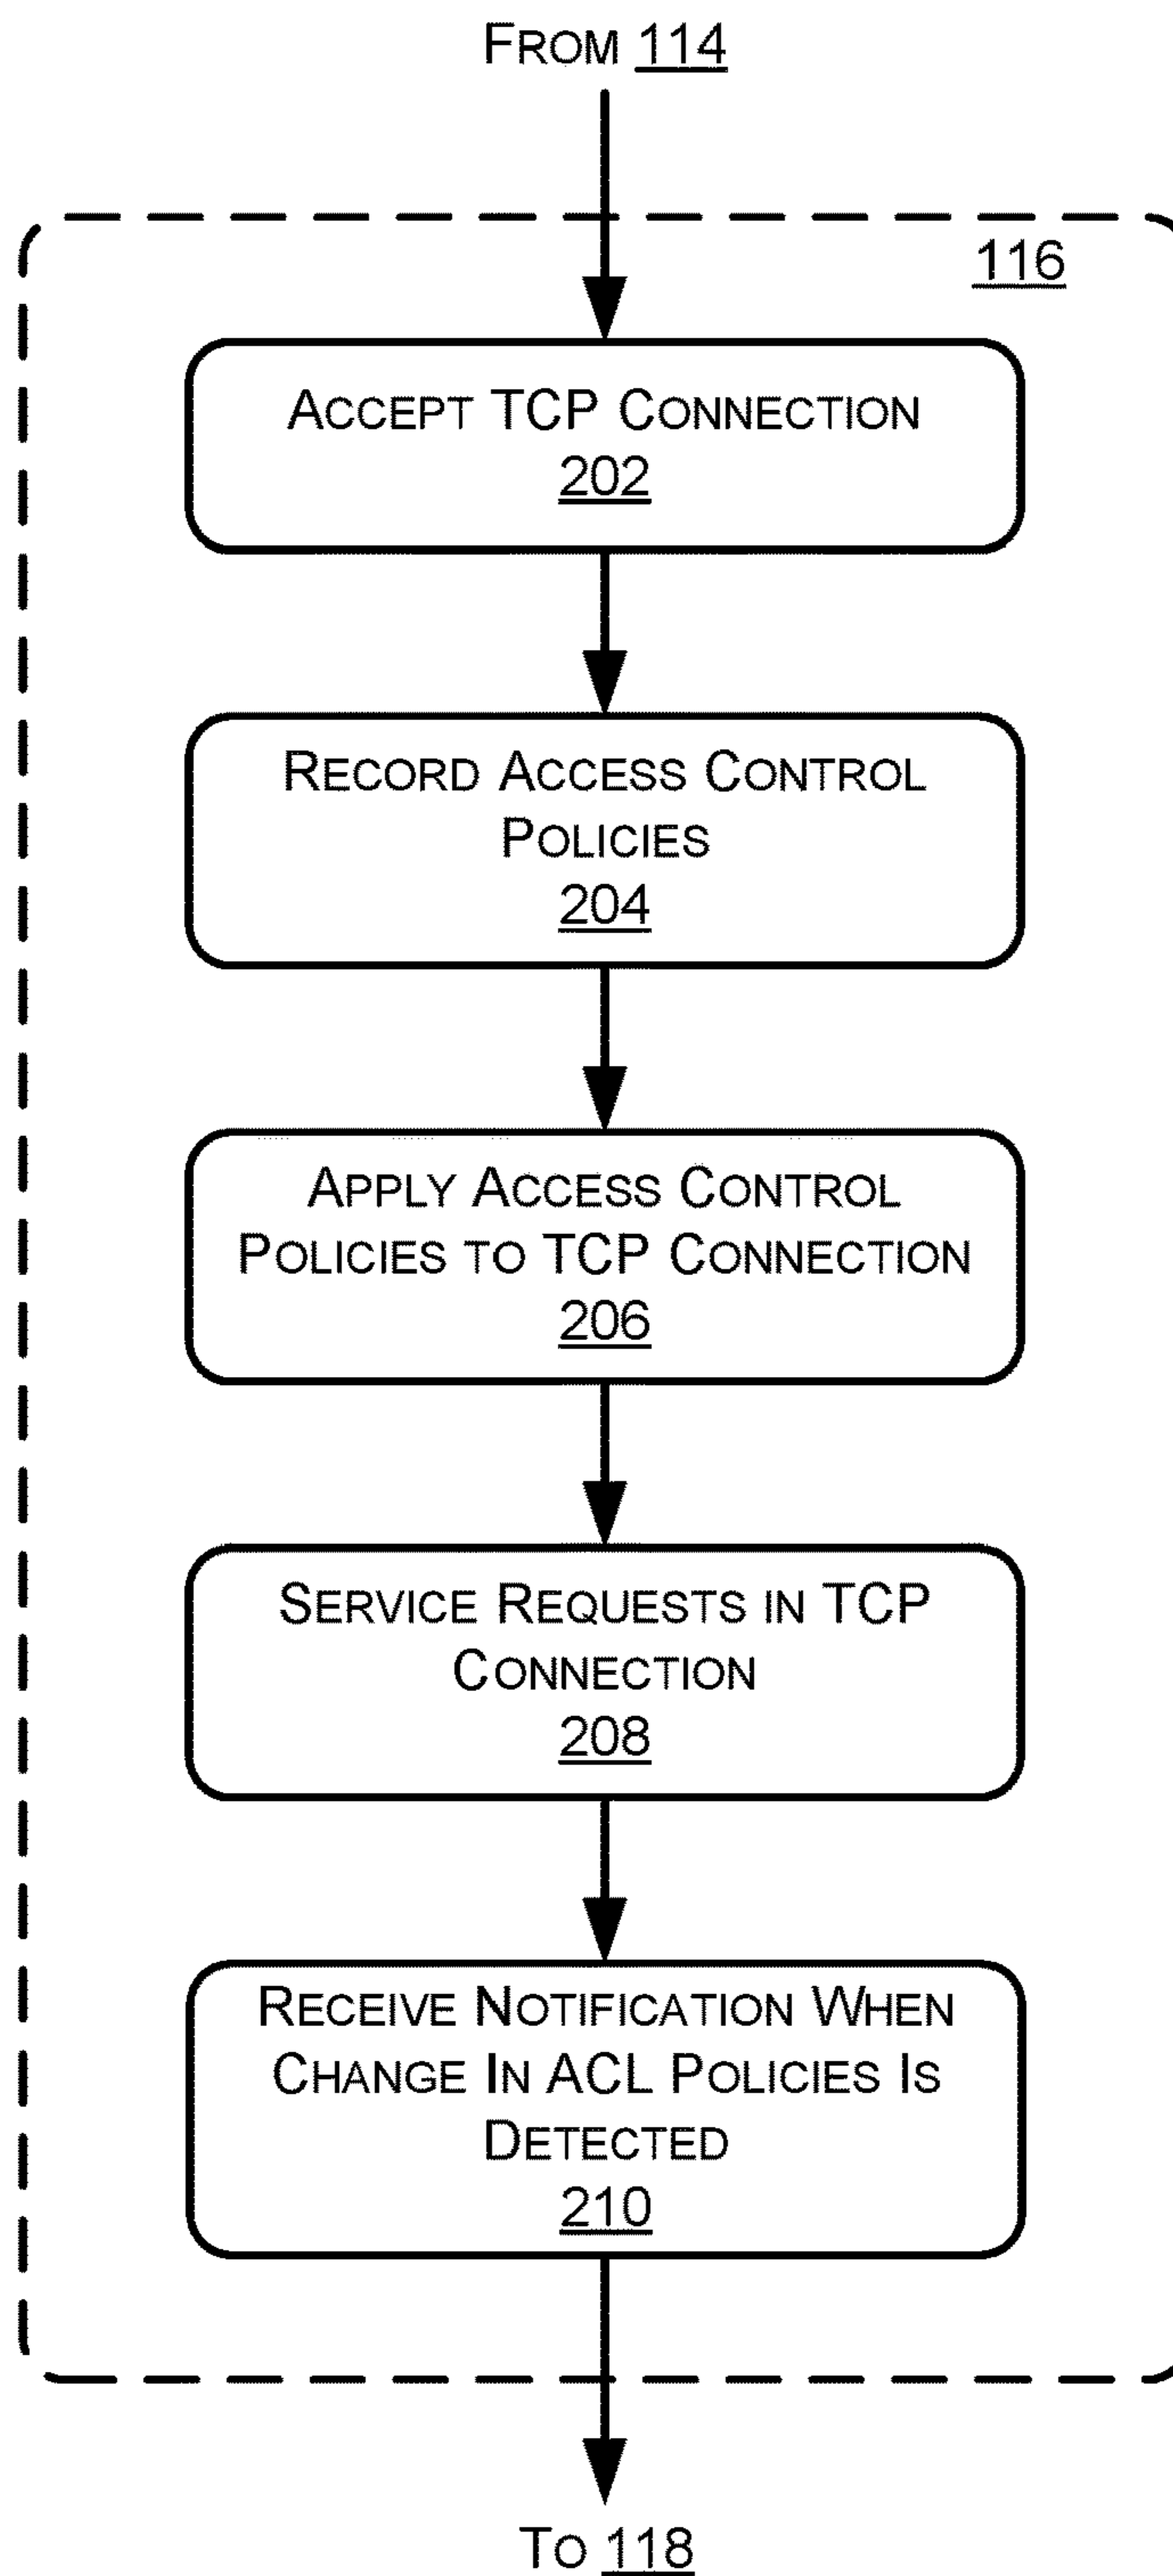 FROM 114
116
ACCEPT TCP CONNECTION
202
RECORD ACCESS CONTROL
POLICIES
204
APPLY ACCESS CONTROL
POLICIES TO TCP CONNECTION
206
SERVICE REQUESTS IN TCP
CONNECTION
208
RECEIVE NOTIFICATION WHEN
CHANGE IN ACL POLICIES IS
DETECTED
210
TO 118